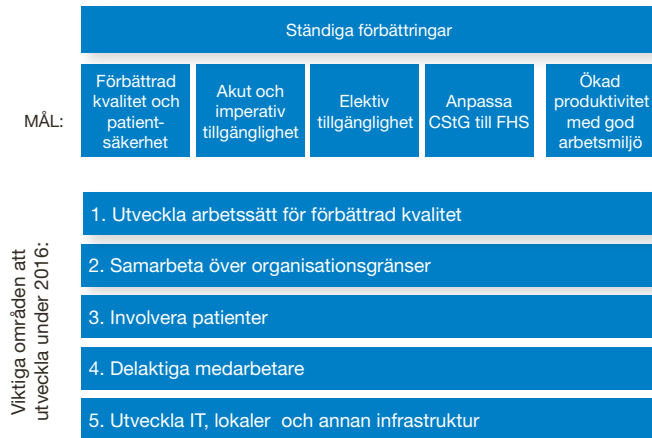 Ständiga förbättringar
MÅL:
Förbättrad
kvalitet och
patient-
säkerhet
Akut och
imperativ
tillgänglighet
Elektiv
tillgänglighet
Anpassa
CStG till FHS
Ökad
produktivitet
med god
arbetsmiljö
Viktiga områden att
utveckla under 2016:
1. Utveckla arbetssätt för förbättrad kvalitet
2. Samarbeta över organisationsgränser
3. Involvera patienter
4. Delaktiga medarbetare
5. Utveckla IT, lokaler och annan infrastruktur